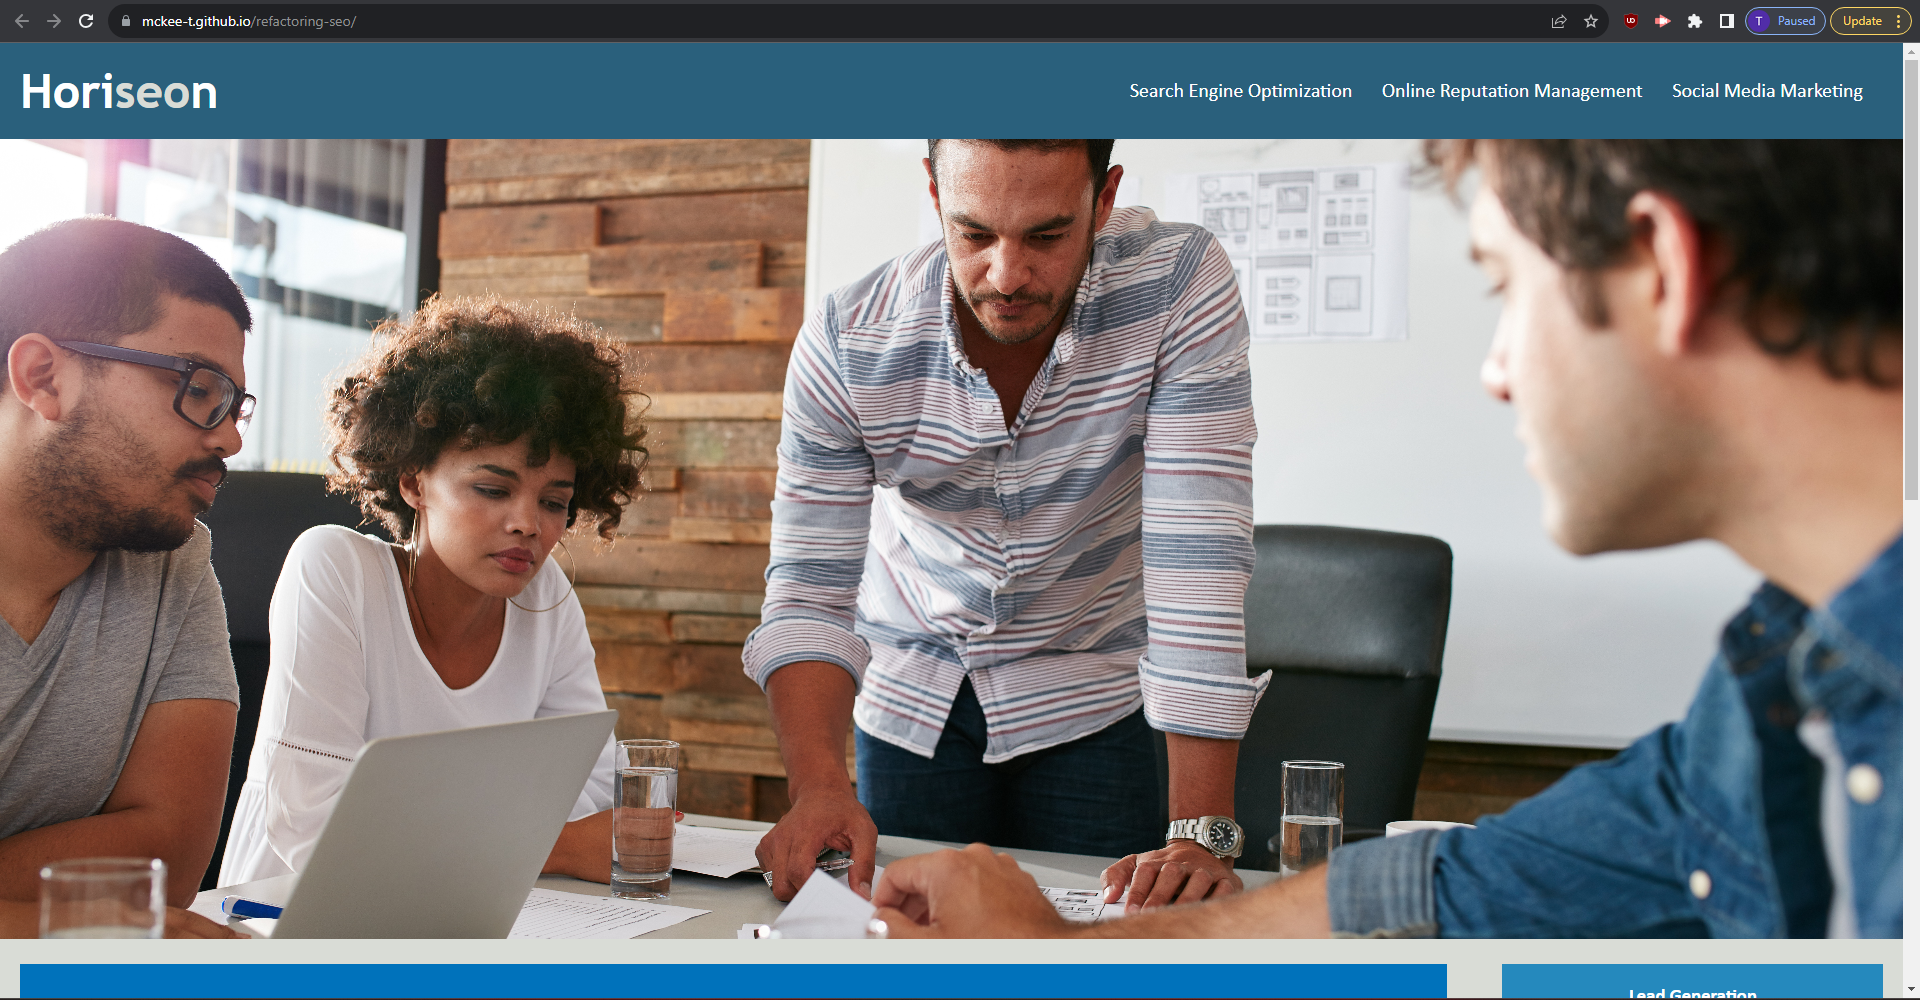 mckee-t.github.io/refactoring-seo/
T Paused
Update
Horiseon
Search Engine Optimization Online Reputation Management Social Media Marketing
Lead Generation